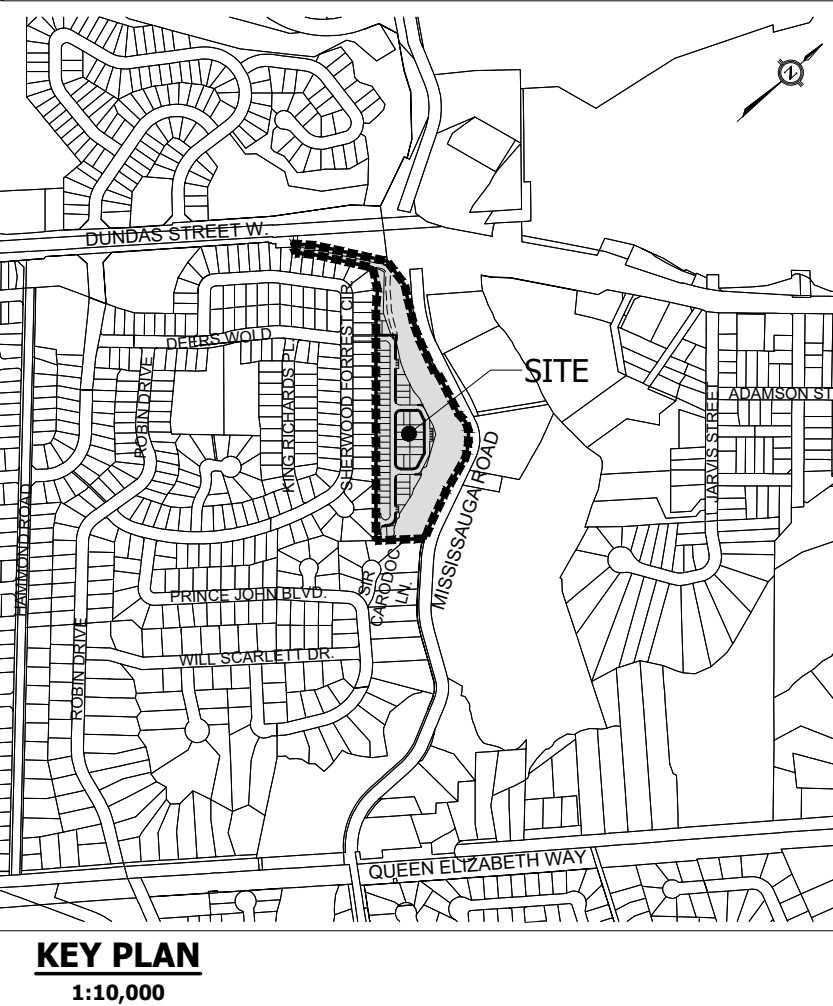 N
DUNDAS STREET W.
DEERS WOLD
ROBIN DRIVE
KING RICHARDS PL.
SHERWOOD FORREST CIR.
SITE
ADAMSON ST
JARVIS STREET
HAMMOND ROAD
MISSISSAUGA ROAD
SIR
CARODOC
LN.
PRINCE JOHN BLVD.
WILL SCARLETT DR.
ROBIN DRIVE
QUEEN ELIZABETH WAY
KEY PLAN
1:10,000